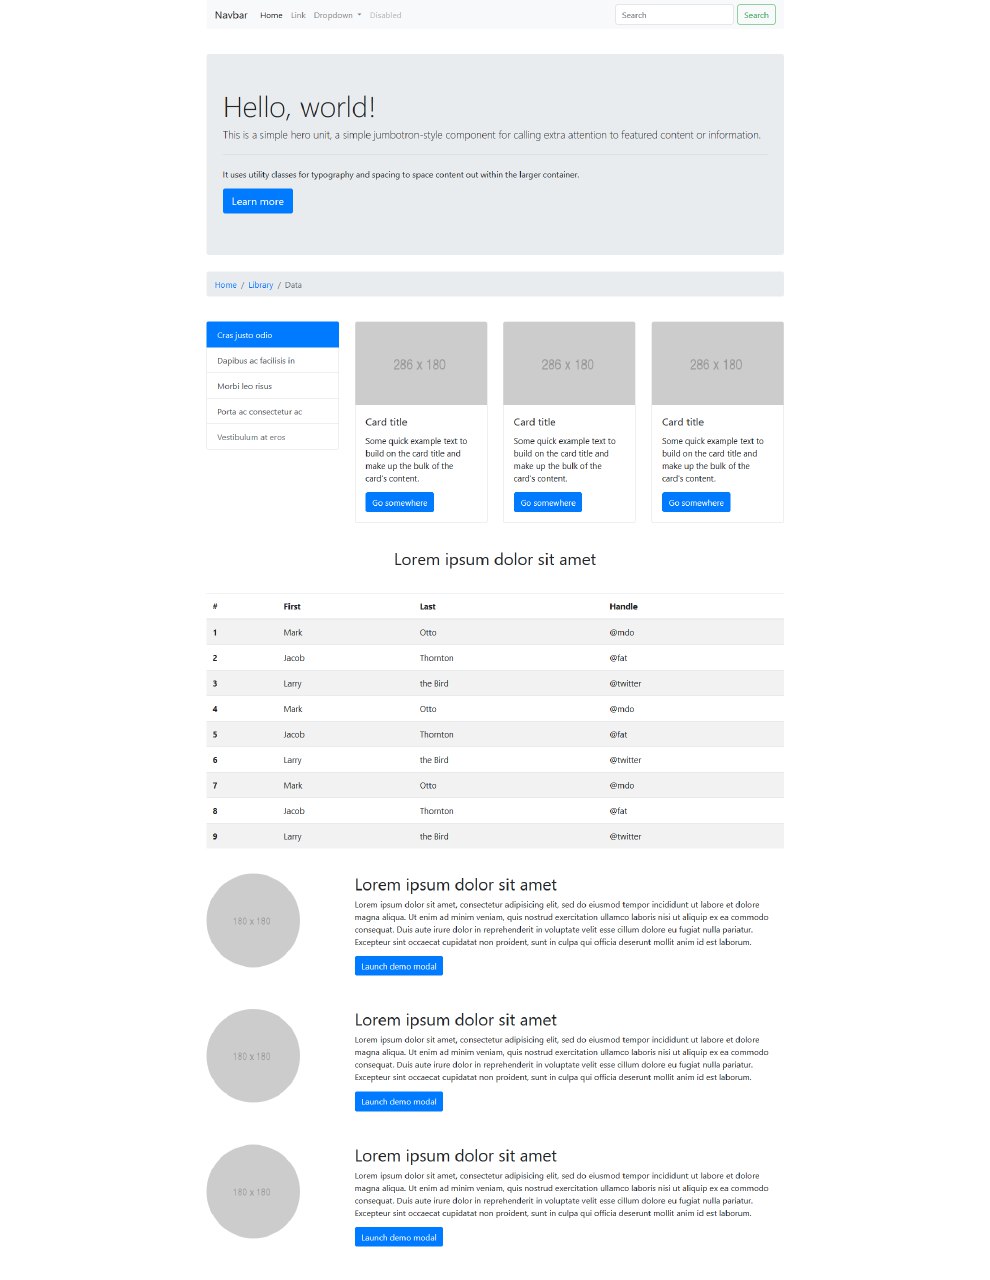 Navbar Home Link Dropdown Disabled Search Search
Hello, world!
This is a simple hero unit, a simple jumbotron-style component for calling extra attention to featured content or information.
It uses utility classes for typography and spacing to space content out within the larger container.
Learn more
Home / Library / Data
Cras justo odio
Dapibus ac facilisis in
Morbi leo risus
Porta ac consectetur ac
Vestibulum at eros
286 x 180
Card title
Some quick example text to
build on the card title and
make up the bulk of the
card's content.
Go somewhere
286 x 180
Card title
Some quick example text to
build on the card title and
make up the bulk of the
card's content.
Go somewhere
286 x 180
Card title
Some quick example text to
build on the card title and
make up the bulk of the
card's content.
Go somewhere
Lorem ipsum dolor sit amet
# First Last Handle
1 Mark Otto @mdo
2 Jacob Thornton @fat
3 Larry the Bird @twitter
4 Mark Otto @mdo
5 Jacob Thornton @fat
6 Larry the Bird @twitter
7 Mark Otto @mdo
8 Jacob Thornton @fat
9 Larry the Bird @twitter
180 x 180
Lorem ipsum dolor sit amet
Lorem ipsum dolor sit amet, consectetur adipisicing elit, sed do eiusmod tempor incididunt ut labore et dolore
magna aliqua. Ut enim ad minim veniam, quis nostrud exercitation ullamco laboris nisi ut aliquip ex ea commodo
consequat. Duis aute irure dolor in reprehenderit in voluptate velit esse cillum dolore eu fugiat nulla pariatur.
Excepteur sint occaecat cupidatat non proident, sunt in culpa qui officia deserunt mollit anim id est laborum.
Launch demo modal
180 x 180
Lorem ipsum dolor sit amet
Lorem ipsum dolor sit amet, consectetur adipisicing elit, sed do eiusmod tempor incididunt ut labore et dolore
magna aliqua. Ut enim ad minim veniam, quis nostrud exercitation ullamco laboris nisi ut aliquip ex ea commodo
consequat. Duis aute irure dolor in reprehenderit in voluptate velit esse cillum dolore eu fugiat nulla pariatur.
Excepteur sint occaecat cupidatat non proident, sunt in culpa qui officia deserunt mollit anim id est laborum.
Launch demo modal
180 x 180
Lorem ipsum dolor sit amet
Lorem ipsum dolor sit amet, consectetur adipisicing elit, sed do eiusmod tempor incididunt ut labore et dolore
magna aliqua. Ut enim ad minim veniam, quis nostrud exercitation ullamco laboris nisi ut aliquip ex ea commodo
consequat. Duis aute irure dolor in reprehenderit in voluptate velit esse cillum dolore eu fugiat nulla pariatur.
Excepteur sint occaecat cupidatat non proident, sunt in culpa qui officia deserunt mollit anim id est laborum.
Launch demo modal